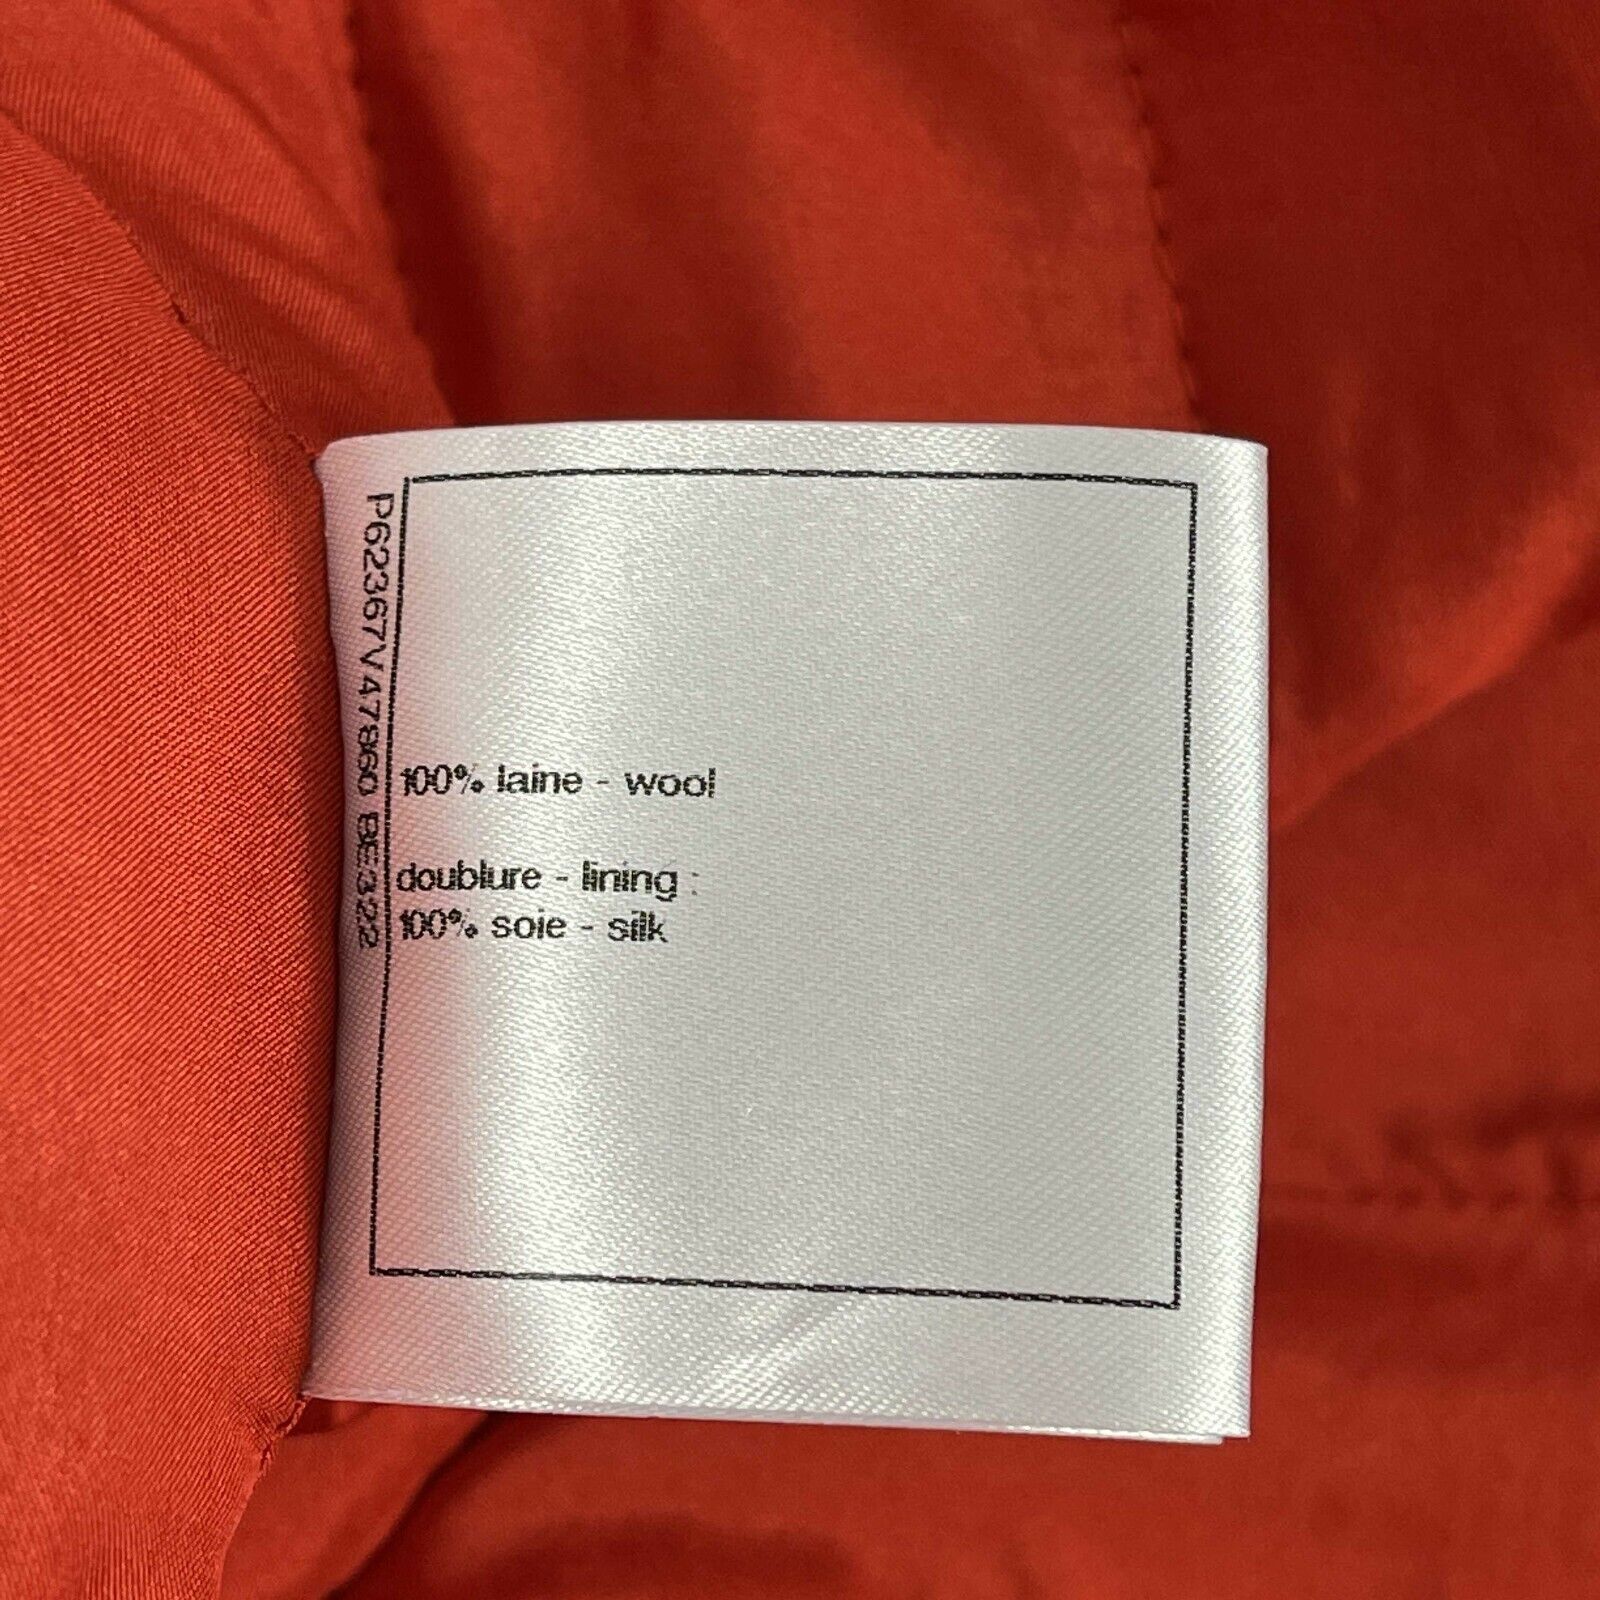 P62367V47860 BE322
100% laine - wool
doublure - lining :
100% soie - silk